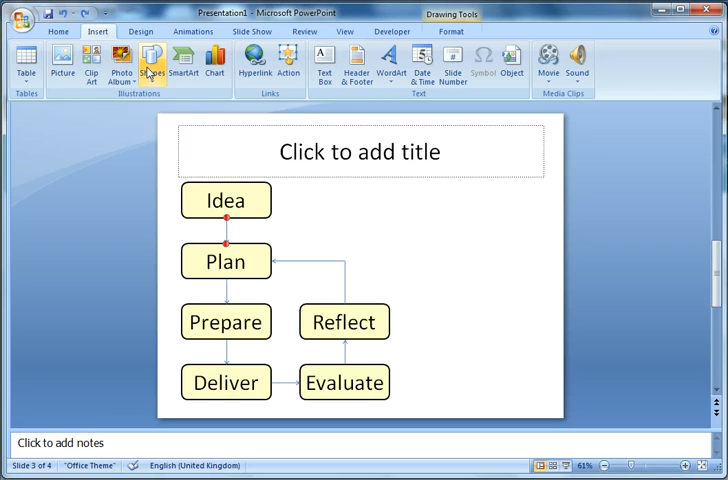 Presentation1 - Microsoft PowerPoint
Drawing Tools
Home Insert Design Animations Slide Show Review View Developer Format
Table Picture Clip Art Photo Album Shapes SmartArt Chart Hyperlink Action Text Box Header & Footer WordArt Date & Time Slide Number Symbol Object Movie Sound
Tables Illustrations Links Text Media Clips
Click to add title
Idea
Plan
Prepare Reflect
Deliver Evaluate
Click to add notes
Slide 3 of 4 "Office Theme" English (United Kingdom) 61%